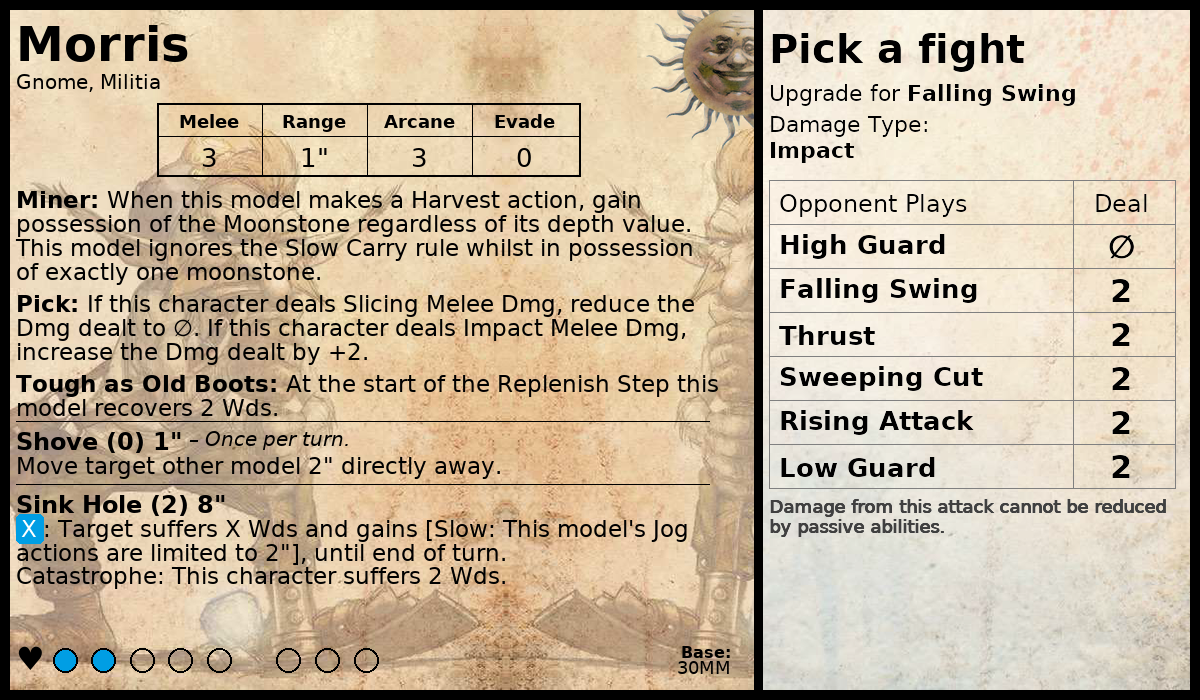 Morris
Gnome, Militia
Melee Range Arcane Evade
3 1" 3 0
Miner: When this model makes a Harvest action, gain
possession of the Moonstone regardless of its depth value.
This model ignores the Slow Carry rule whilst in possession
of exactly one moonstone.
Pick: If this character deals Slicing Melee Dmg, reduce the
Dmg dealt to ∅. If this character deals Impact Melee Dmg,
increase the Dmg dealt by +2.
Tough as Old Boots: At the start of the Replenish Step this
model recovers 2 Wds.
Shove (0) 1" – Once per turn.
Move target other model 2" directly away.
Sink Hole (2) 8"
X: Target suffers X Wds and gains [Slow: This model's Jog
actions are limited to 2"], until end of turn.
Catastrophe: This character suffers 2 Wds.
Base:
30MM
Pick a fight
Upgrade for Falling Swing
Damage Type:
Impact
Opponent Plays Deal
High Guard ∅
Falling Swing 2
Thrust 2
Sweeping Cut 2
Rising Attack 2
Low Guard 2
Damage from this attack cannot be reduced
by passive abilities.